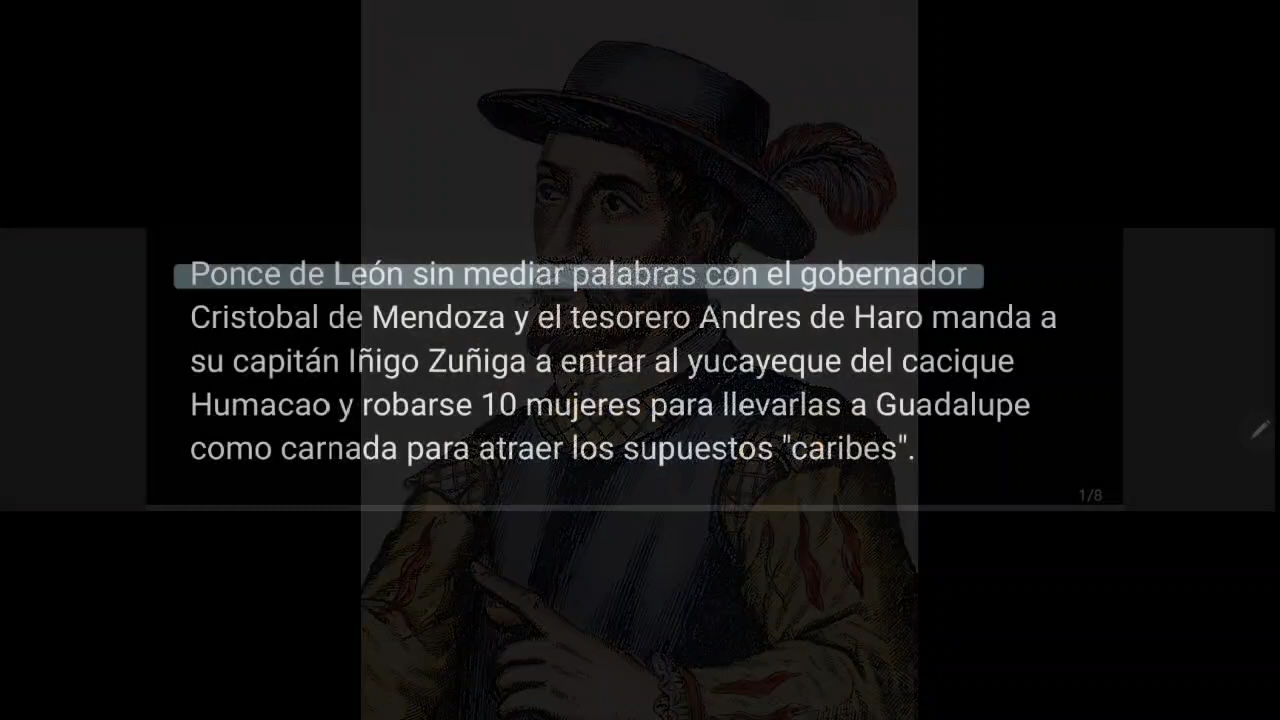 Ponce de León sin mediar palabras con el gobernador
Cristobal de Mendoza y el tesorero Andres de Haro manda a
su capitán Iñigo Zuñiga a entrar al yucayeque del cacique
Humacao y robarse 10 mujeres para llevarlas a Guadalupe
como carnada para atraer los supuestos "caribes".
1/8